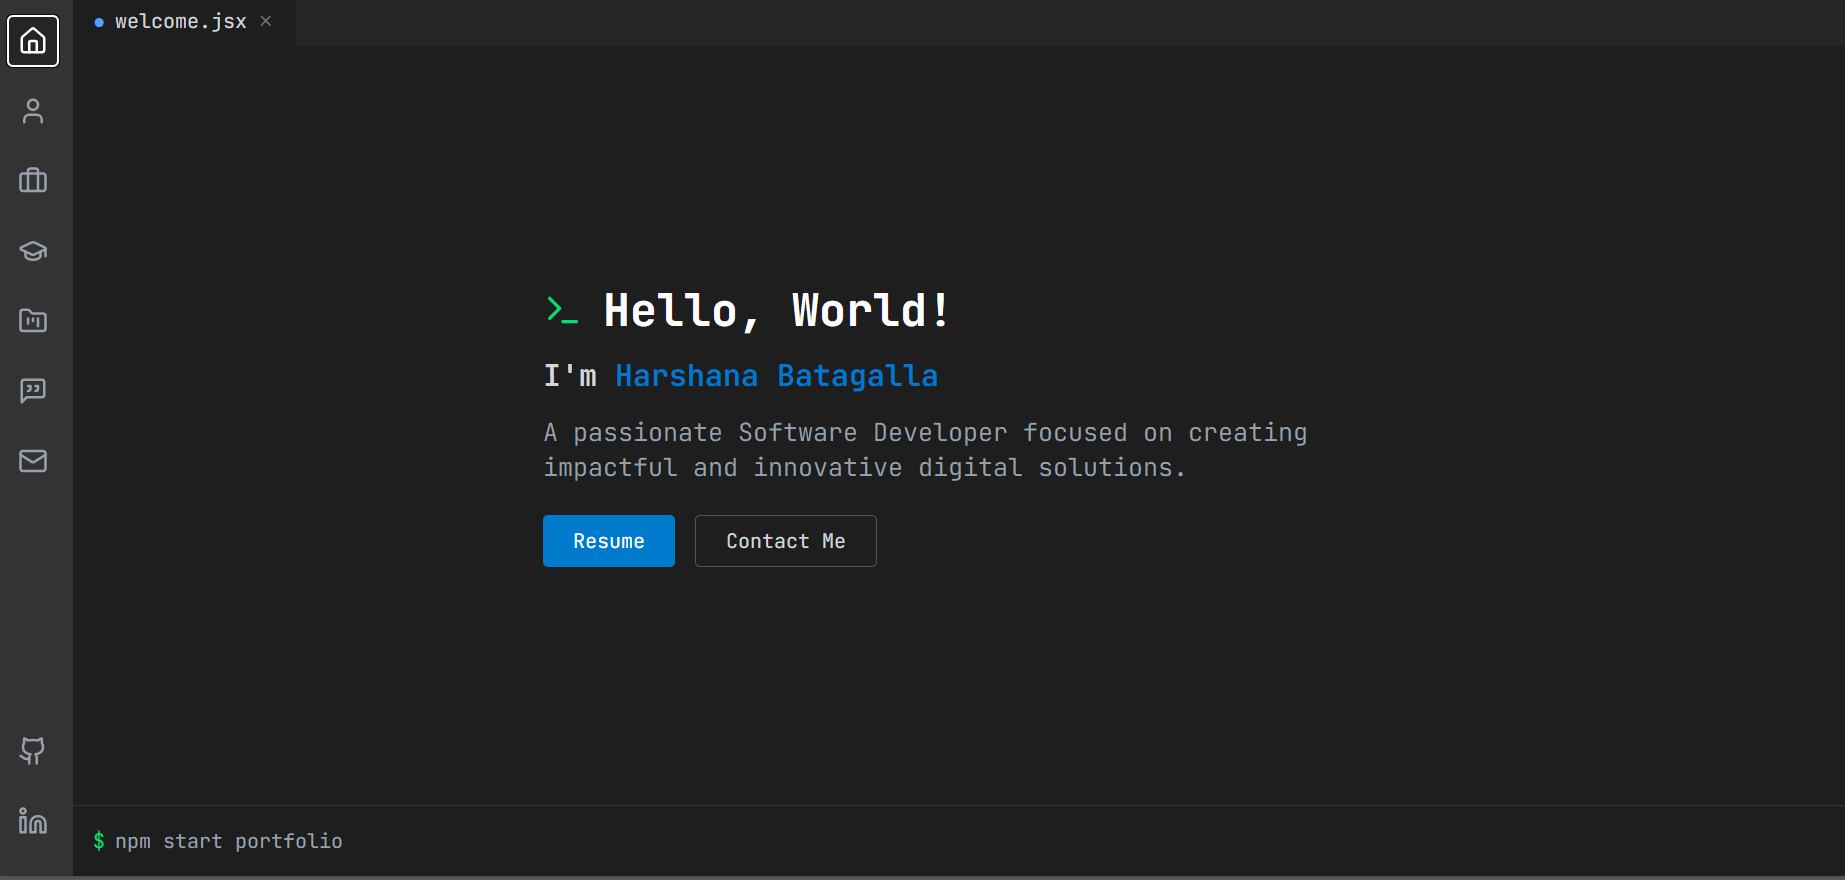 welcome.jsx
Hello, World!
I'm Harshana Batagalla
A passionate Software Developer focused on creating
impactful and innovative digital solutions.
Resume
Contact Me
$ npm start portfolio